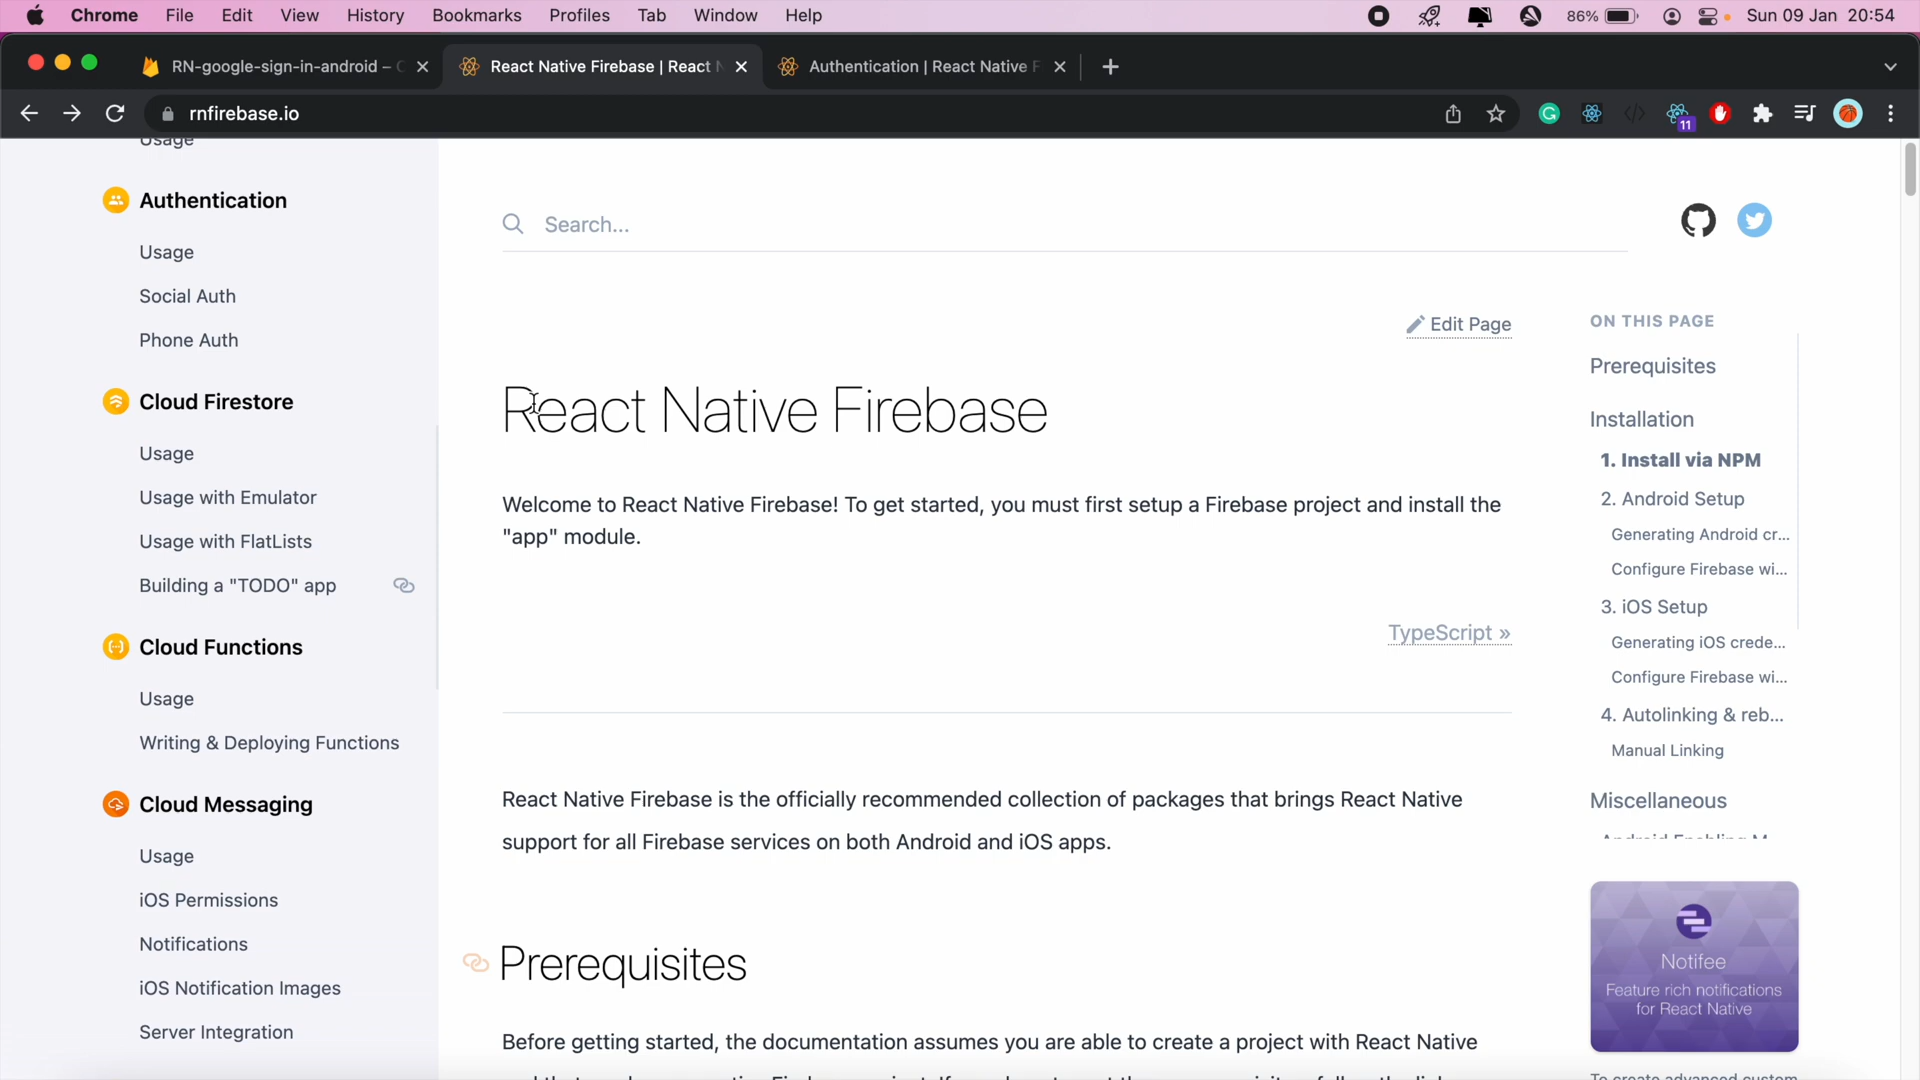 Chrome File Edit View History Bookmarks Profiles Tab Window Help 86% Sun 09 Jan 20:54
RN-google-sign-in-android – React Native Firebase | React Authentication | React Native
rnfirebase.io 11
Usage
Authentication
Usage
Social Auth
Phone Auth
Cloud Firestore
Usage
Usage with Emulator
Usage with FlatLists
Building a "TODO" app
Cloud Functions
Usage
Writing & Deploying Functions
Cloud Messaging
Usage
iOS Permissions
Notifications
iOS Notification Images
Server Integration
Search...
Edit Page
React Native Firebase
Welcome to React Native Firebase! To get started, you must first setup a Firebase project and install the
"app" module.
TypeScript »
React Native Firebase is the officially recommended collection of packages that brings React Native
support for all Firebase services on both Android and iOS apps.
Prerequisites
Before getting started, the documentation assumes you are able to create a project with React Native
ON THIS PAGE
Prerequisites
Installation
1. Install via NPM
2. Android Setup
Generating Android cr...
Configure Firebase wi...
3. iOS Setup
Generating iOS crede...
Configure Firebase wi...
4. Autolinking & reb...
Manual Linking
Miscellaneous
Notifee
Feature rich notifications
for React Native